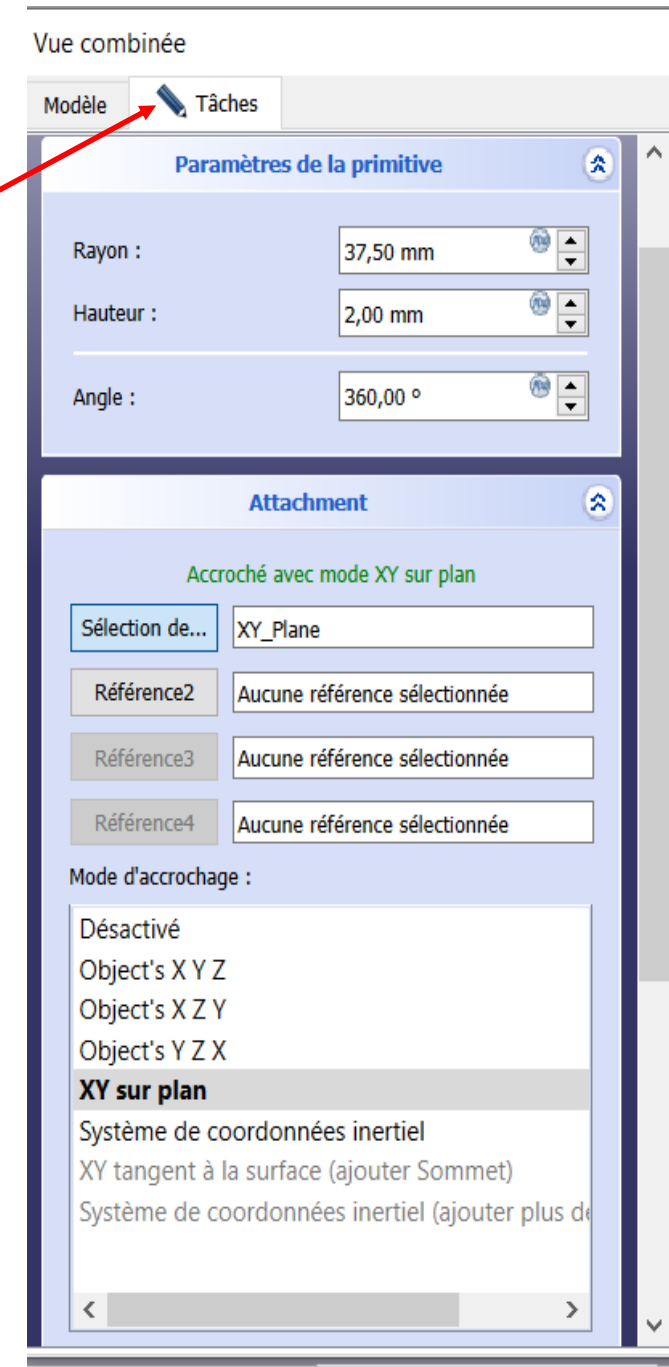 Vue combinée
Modèle Tâches
Paramètres de la primitive
Rayon : 37,50 mm
Hauteur : 2,00 mm
Angle : 360,00 °
Attachment
Accroché avec mode XY sur plan
Sélection de... XY_Plane
Référence2 Aucune référence sélectionnée
Référence3 Aucune référence sélectionnée
Référence4 Aucune référence sélectionnée
Mode d'accrochage :
Désactivé
Object's X Y Z
Object's X Z Y
Object's Y Z X
XY sur plan
Système de coordonnées inertiel
XY tangent à la surface (ajouter Sommet)
Système de coordonnées inertiel (ajouter plus